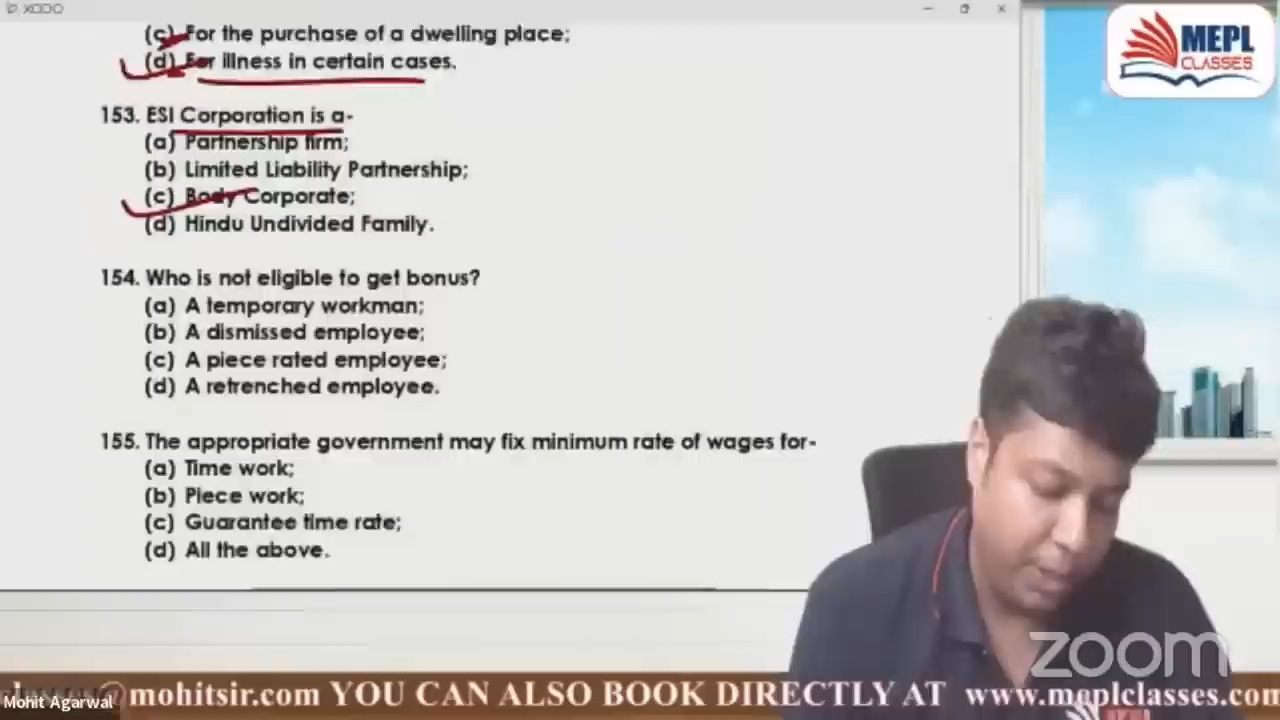 XODO
(c) For the purchase of a dwelling place;
(d) For illness in certain cases.
153. ESI Corporation is a-
(a) Partnership firm;
(b) Limited Liability Partnership;
(c) Body Corporate;
(d) Hindu Undivided Family.
154. Who is not eligible to get bonus?
(a) A temporary workman;
(b) A dismissed employee;
(c) A piece rated employee;
(d) A retrenched employee.
155. The appropriate government may fix minimum rate of wages for-
(a) Time work;
(b) Piece work;
(c) Guarantee time rate;
(d) All the above.
MEPL
CLASSES
zoom
@mohitsir.com YOU CAN ALSO BOOK DIRECTLY AT www.meplclasses.com
Mohit Agarwal
MEPL